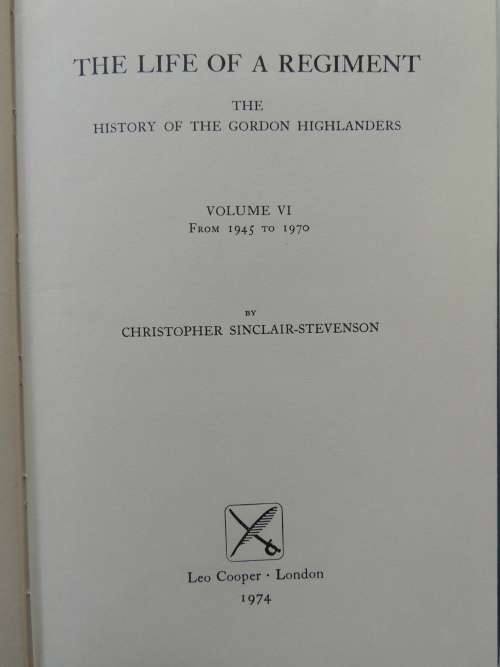 THE LIFE OF A REGIMENT
THE
HISTORY OF THE GORDON HIGHLANDERS
VOLUME VI
FROM 1945 TO 1970
BY
CHRISTOPHER SINCLAIR-STEVENSON
Leo Cooper · London
1974